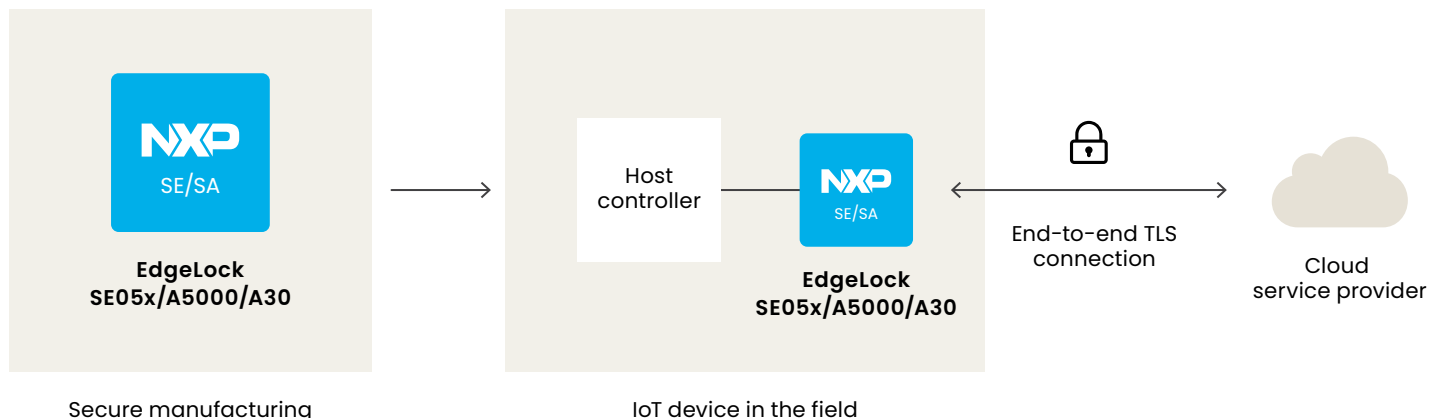 NXP
SE/SA
EdgeLock
SE05x/A5000/A30
Secure manufacturing
Host
controller
NXP
SE/SA
EdgeLock
SE05x/A5000/A30
IoT device in the field
End-to-end TLS
connection
Cloud
service provider